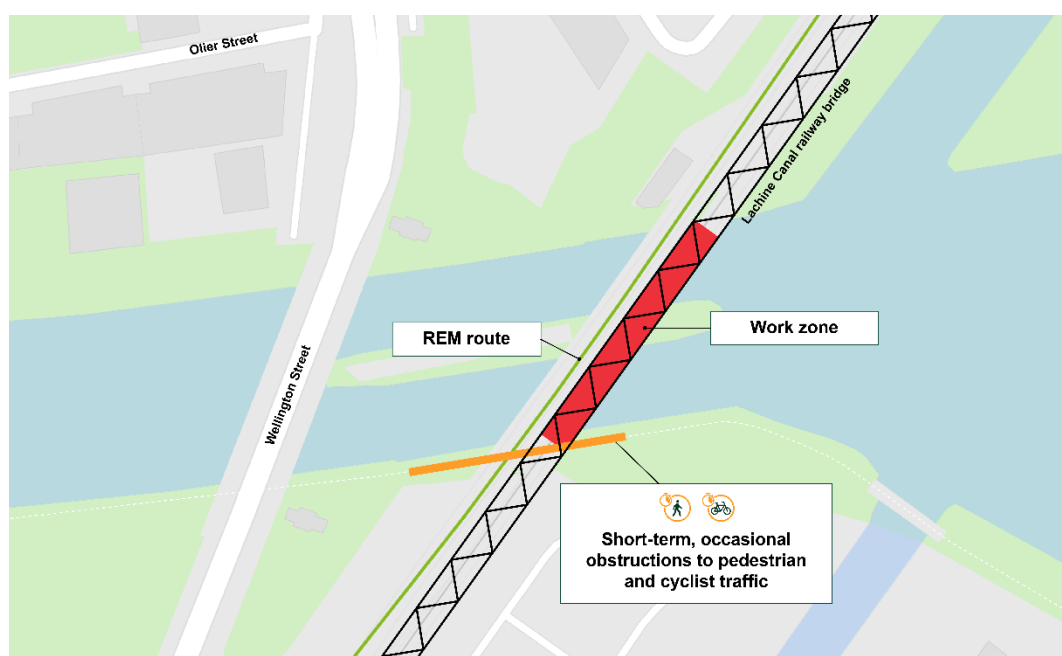 Olier Street
Lachine Canal railway bridge
REM route
Work zone
Wellington Street
Short-term, occasional
obstructions to pedestrian
and cyclist traffic